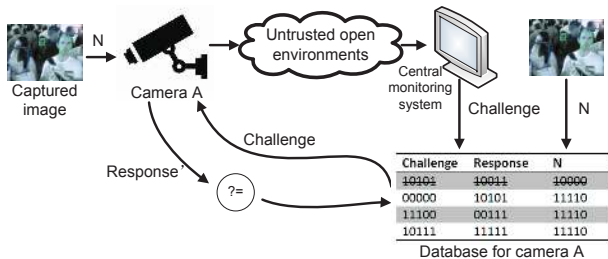 N
Captured
image
Camera A
Untrusted open
environments
Central
monitoring
system
Challenge
N
Challenge
Response'
?=
Challenge Response N
10101 10011 10000
00000 10101 11110
11100 00111 11110
10111 11111 11110
Database for camera A